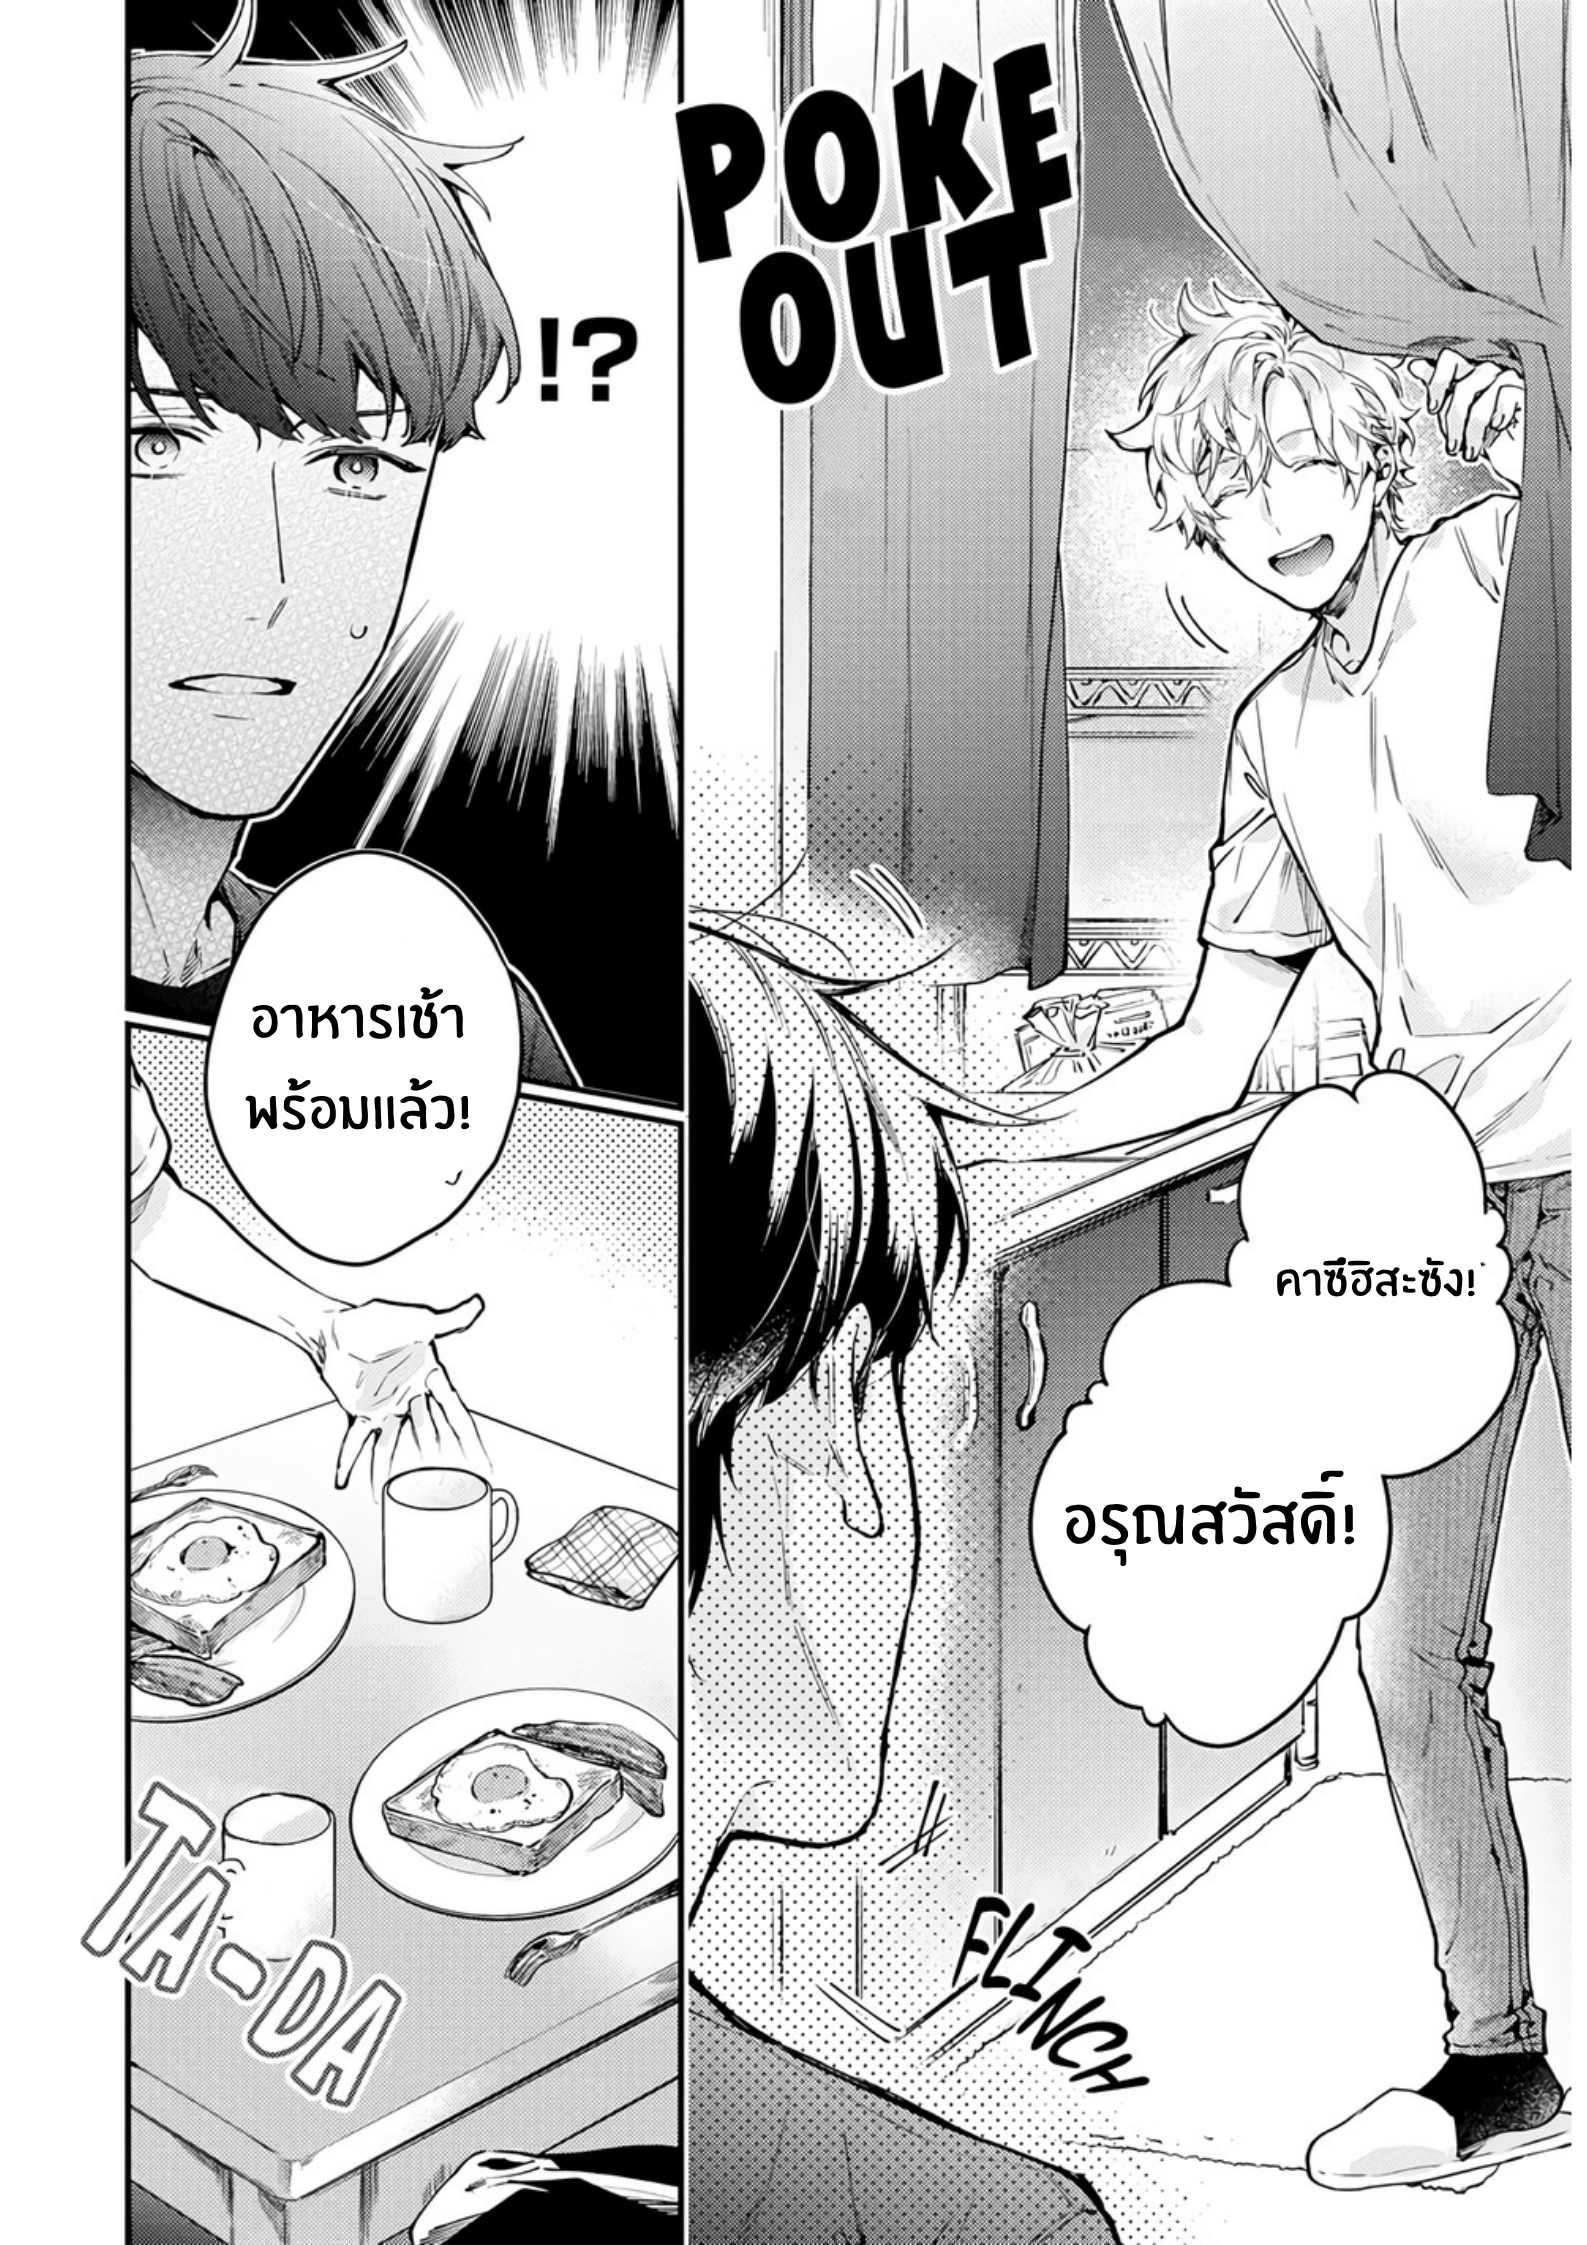 POKE
OUT
คาซึฮิสะซัง!
อรุณสวัสดิ์!
FLINCH
!?
อาหารเช้า
พร้อมแล้ว!
TA-DA